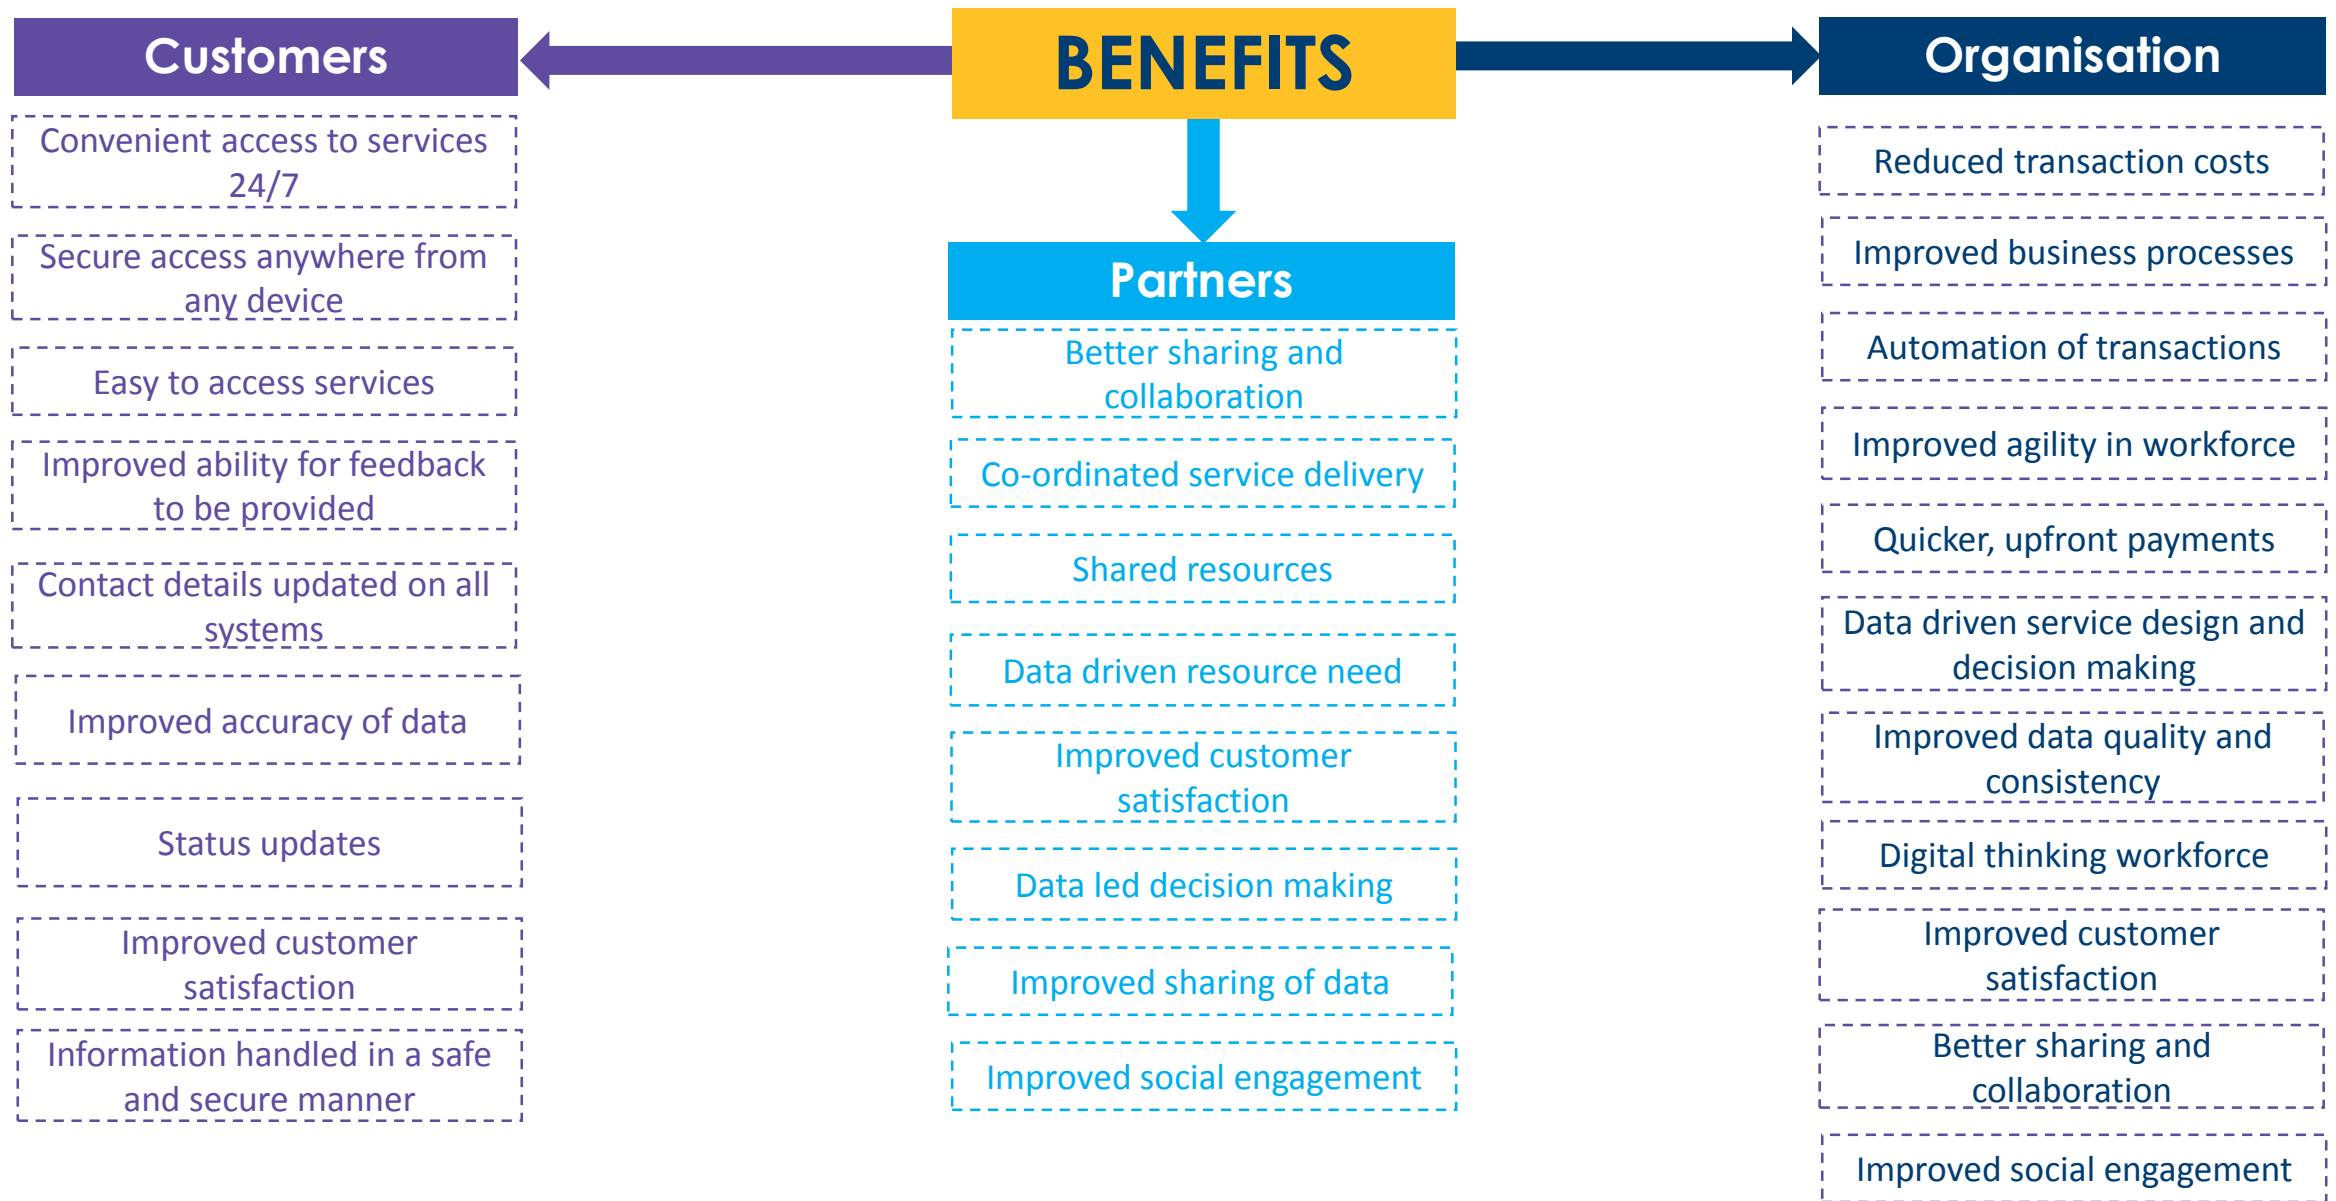 BENEFITS
Customers
Convenient access to services
24/7
Secure access anywhere from
any device
Easy to access services
Improved ability for feedback
to be provided
Contact details updated on all
systems
Improved accuracy of data
Status updates
Improved customer
satisfaction
Information handled in a safe
and secure manner
Partners
Better sharing and
collaboration
Co-ordinated service delivery
Shared resources
Data driven resource need
Improved customer
satisfaction
Data led decision making
Improved sharing of data
Improved social engagement
Organisation
Reduced transaction costs
Improved business processes
Automation of transactions
Improved agility in workforce
Quicker, upfront payments
Data driven service design and
decision making
Improved data quality and
consistency
Digital thinking workforce
Improved customer
satisfaction
Better sharing and
collaboration
Improved social engagement